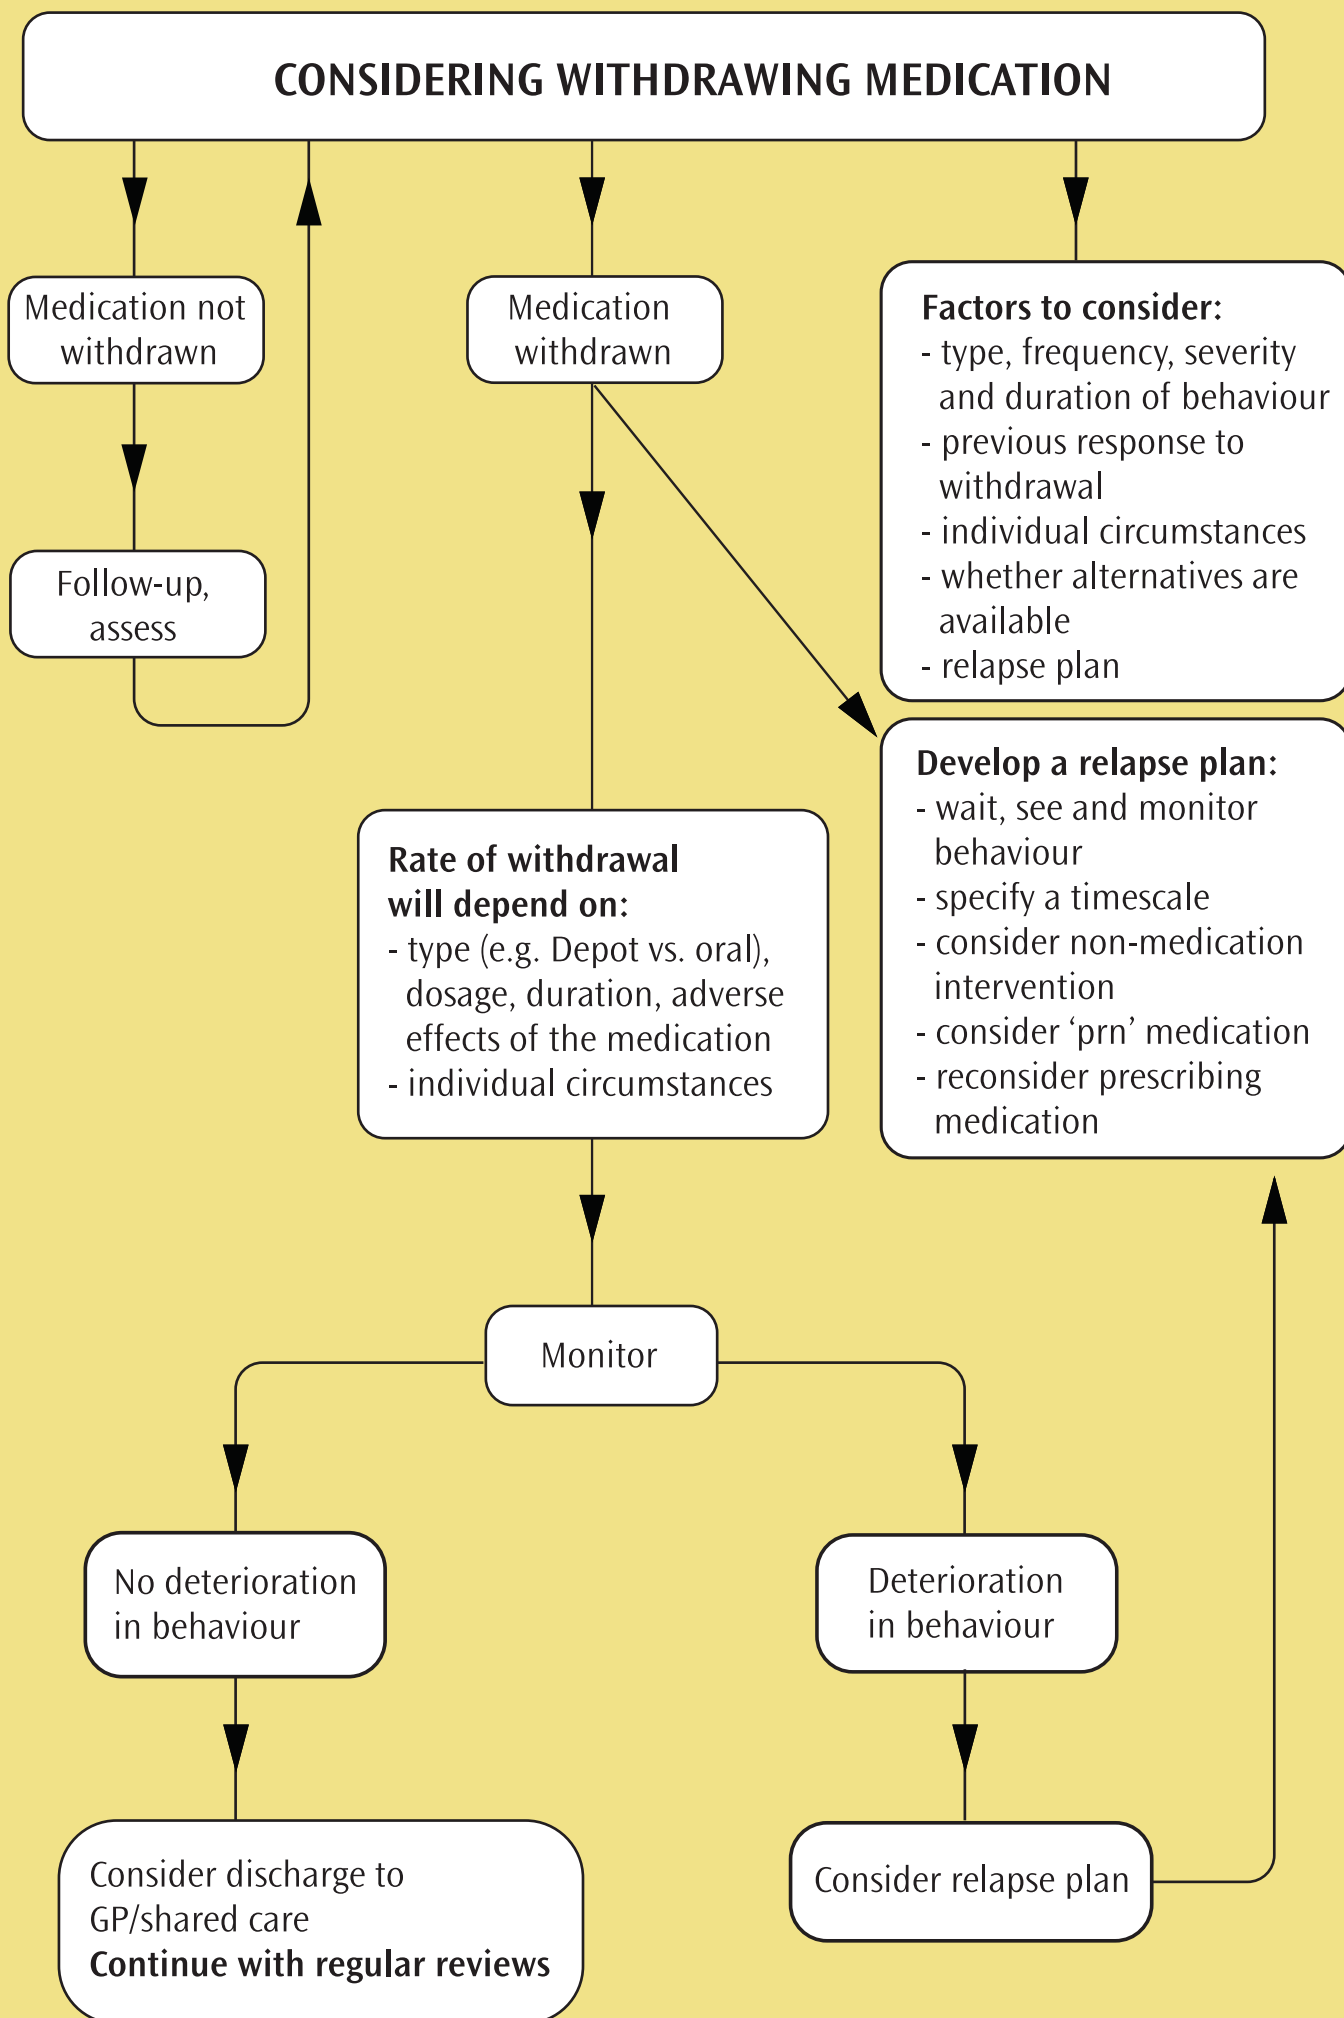 CONSIDERING WITHDRAWING MEDICATION
Medication not
withdrawn
Follow-up,
assess
Medication
withdrawn
Factors to consider:
- type, frequency, severity
and duration of behaviour
- previous response to
withdrawal
- individual circumstances
- whether alternatives are
available
- relapse plan
Develop a relapse plan:
- wait, see and monitor
behaviour
- specify a timescale
- consider non-medication
intervention
- consider ‘prn’ medication
- reconsider prescribing
medication
Rate of withdrawal
will depend on:
- type (e.g. Depot vs. oral),
dosage, duration, adverse
effects of the medication
- individual circumstances
Monitor
No deterioration
in behaviour
Deterioration
in behaviour
Consider discharge to
GP/shared care
Continue with regular reviews
Consider relapse plan